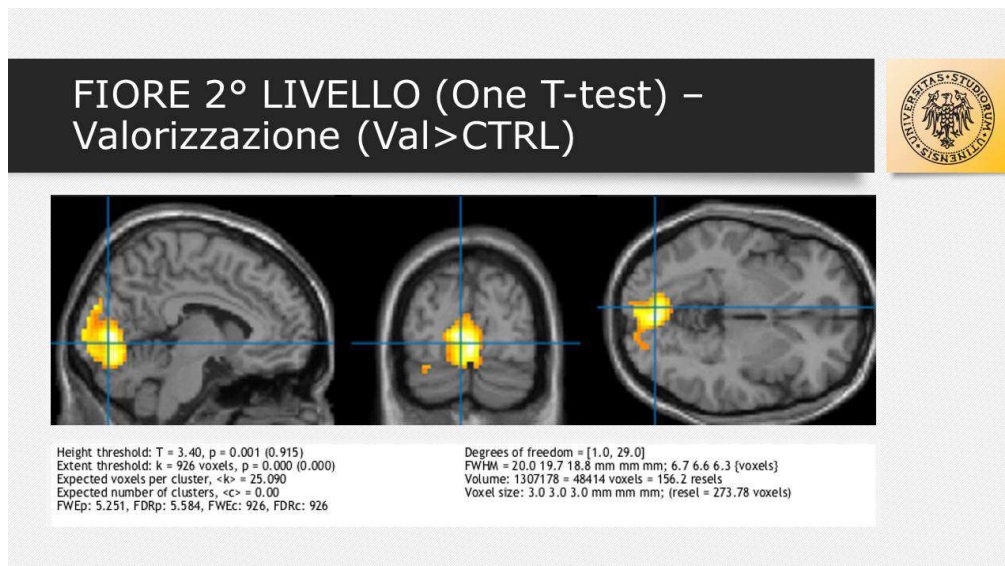 FIORE 2° LIVELLO (One T-test) –
Valorizzazione (Val>CTRL)
UNIVERSITAS STUDIORUM UTINENSIS
Height threshold: T = 3.40, p = 0.001 (0.915)
Extent threshold: k = 926 voxels, p = 0.000 (0.000)
Expected voxels per cluster, <k> = 25.090
Expected number of clusters, <c> = 0.00
FWEp: 5.251, FDRp: 5.584, FWEc: 926, FDRc: 926
Degrees of freedom = [1.0, 29.0]
FWHM = 20.0 19.7 18.8 mm mm mm; 6.7 6.6 6.3 {voxels}
Volume: 1307178 = 48414 voxels = 156.2 resels
Voxel size: 3.0 3.0 3.0 mm mm mm; (resel = 273.78 voxels)